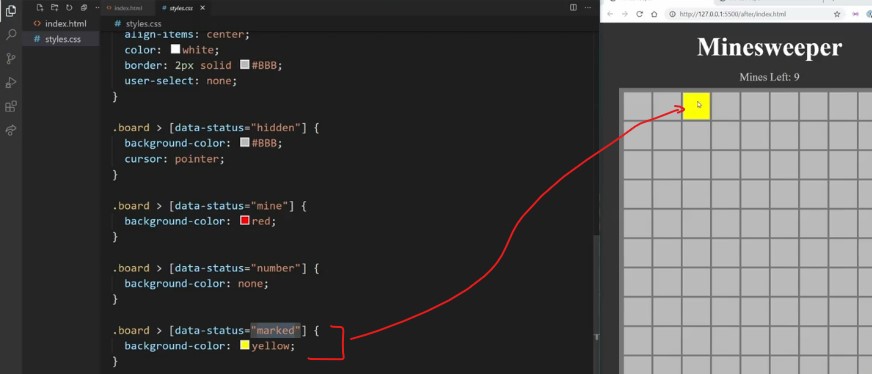 index.html
styles.css
index.html
# styles.css
# styles.css
# styles.css
align-items: center;
color: white;
border: 2px solid #BBB;
user-select: none;
}
.board > [data-status="hidden"] {
background-color: #BBB;
cursor: pointer;
}
.board > [data-status="mine"] {
background-color: red;
}
.board > [data-status="number"] {
background-color: none;
}
.board > [data-status="marked"] {
background-color: yellow;
}
http://127.0.0.1:5500/after/index.html
Minesweeper
Mines Left: 9